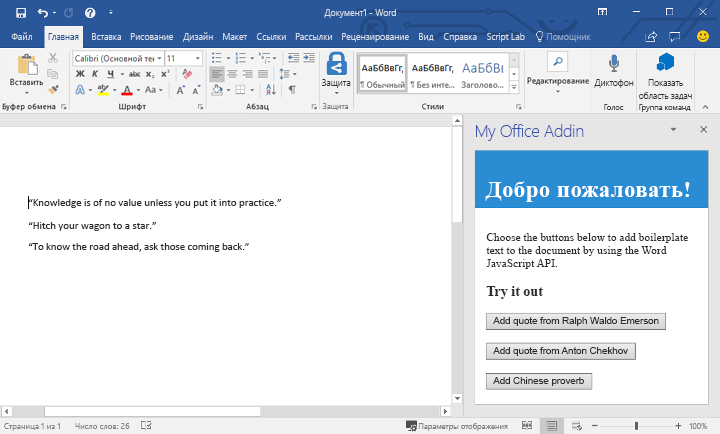 Документ1 - Word
Файл Главная Вставка Рисование Дизайн Макет Ссылки Рассылки Рецензирование Вид Справка Script Lab Помощник
Вставить
Буфер обмена
Calibri (Основной те 11
Ж К Ч abc x₂ x²
A Aa A A
Шрифт
Абзац
Защита
Защита
АаБбВвГг, АаБбВвГг, АаБбВв
¶ Обычный ¶ Без инте... Заголово...
Стили
Редактирование
Диктофон
Голос
Показать
область задач
Группа команд
My Office Addin
Добро пожаловать!
Choose the buttons below to add boilerplate
text to the document by using the Word
JavaScript API.
Try it out
Add quote from Ralph Waldo Emerson
Add quote from Anton Chekhov
Add Chinese proverb
“Knowledge is of no value unless you put it into practice.”
“Hitch your wagon to a star.”
“To know the road ahead, ask those coming back.”
Страница 1 из 1 Число слов: 26 Параметры отображения 100%